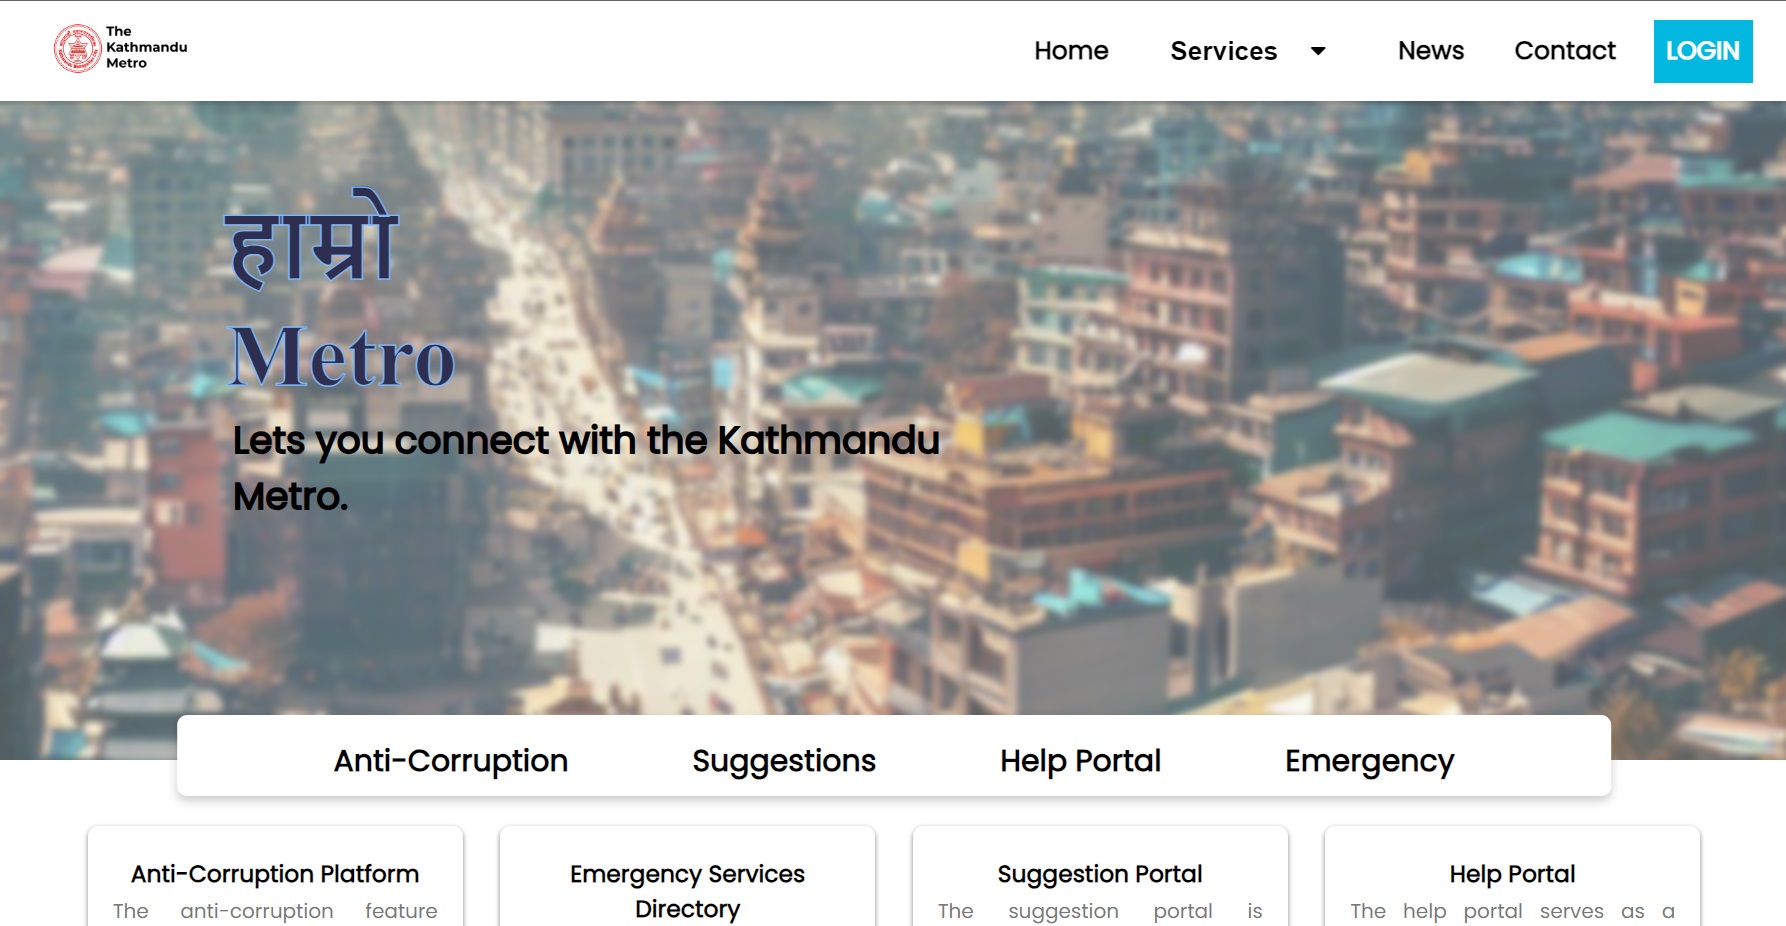 The
Kathmandu
Metro
Home Services News Contact LOGIN
हाम्रो
Metro
Lets you connect with the Kathmandu
Metro.
Anti-Corruption Suggestions Help Portal Emergency
Anti-Corruption Platform
The anti-corruption feature
Emergency Services
Directory
Suggestion Portal
The suggestion portal is
Help Portal
The help portal serves as a